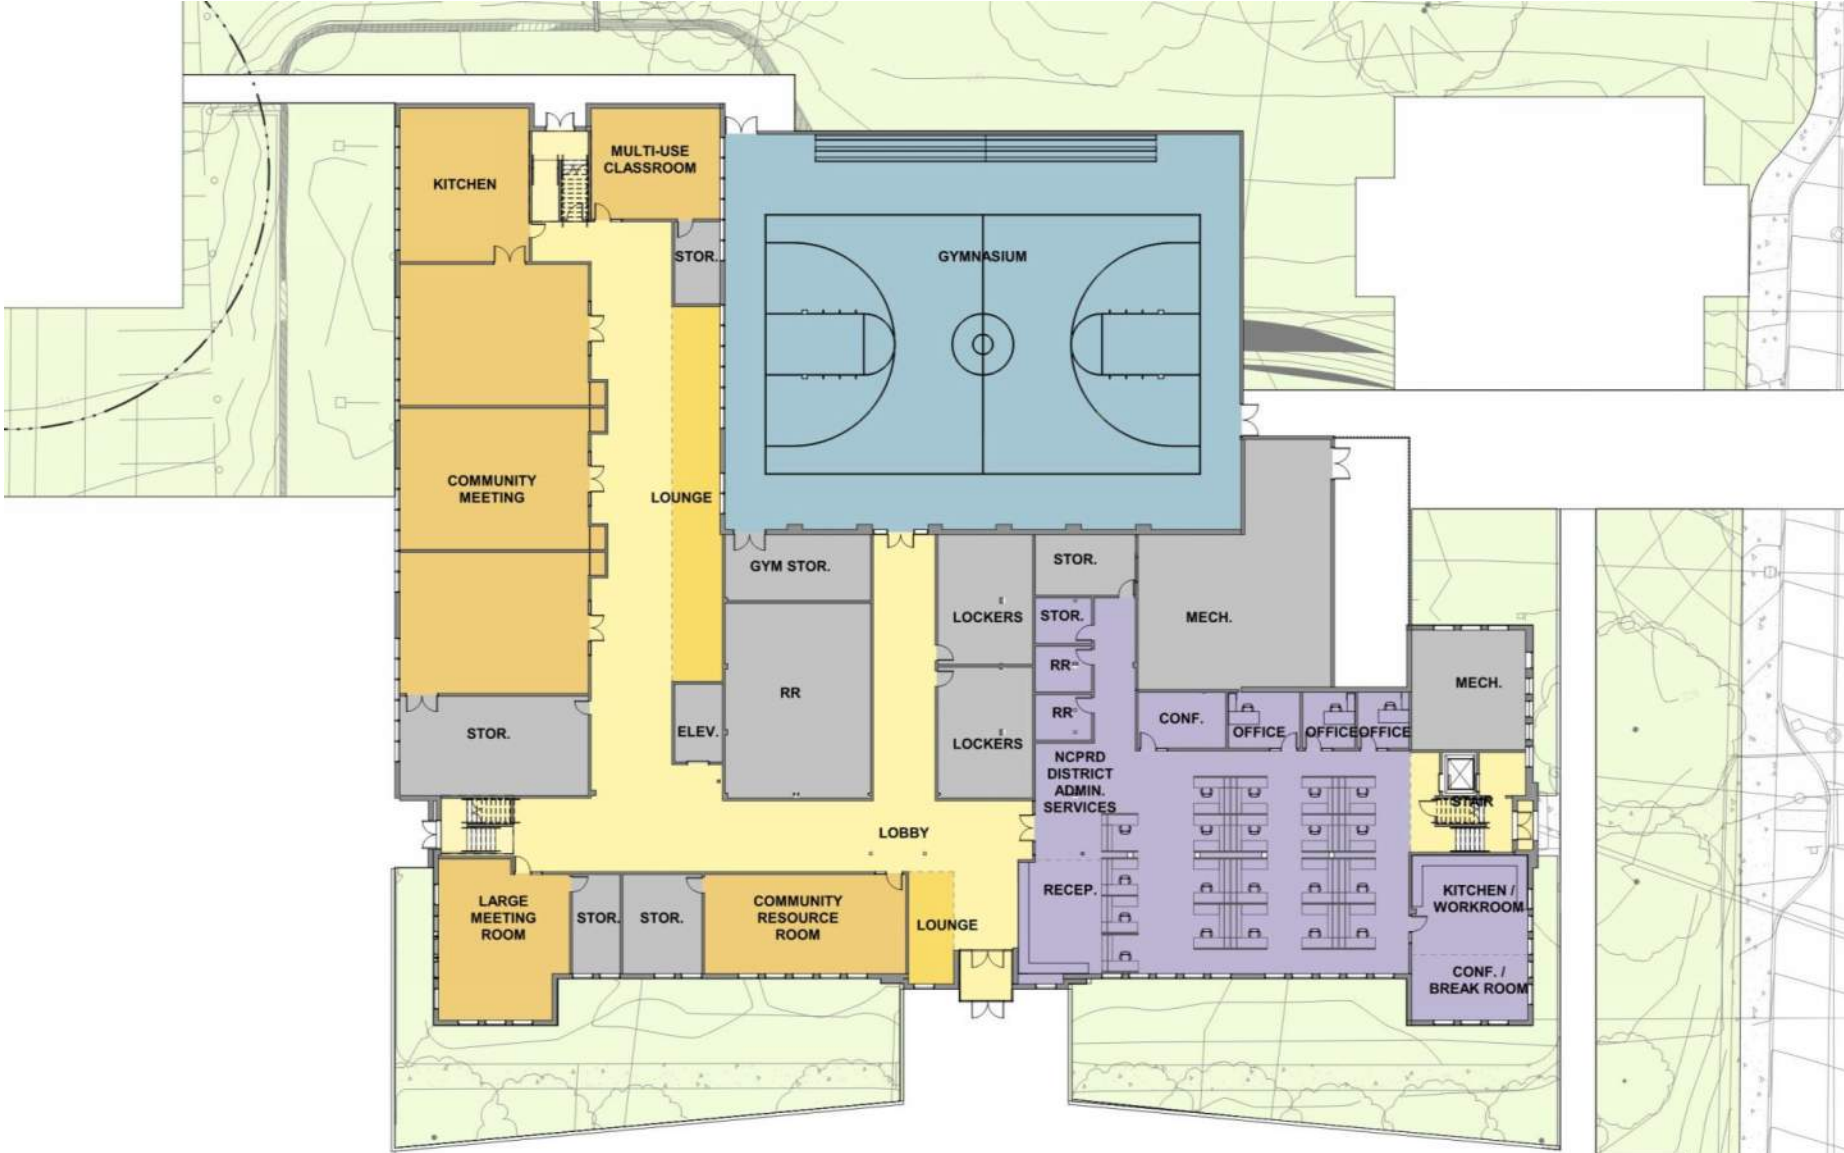 MULTI-USE
CLASSROOM
KITCHEN
STOR.
GYMNASIUM
COMMUNITY
MEETING
LOUNGE
GYM STOR.
STOR.
LOCKERS
STOR.
MECH.
RR
RR
MECH.
RR
STOR.
ELEV.
LOCKERS
CONF.
OFFICE
OFFICE
OFFICE
NCPRD
DISTRICT
ADMIN.
SERVICES
STAIR
LOBBY
RECEP.
KITCHEN /
WORKROOM
LARGE
MEETING
ROOM
STOR.
STOR.
COMMUNITY
RESOURCE
ROOM
LOUNGE
CONF. /
BREAK ROOM